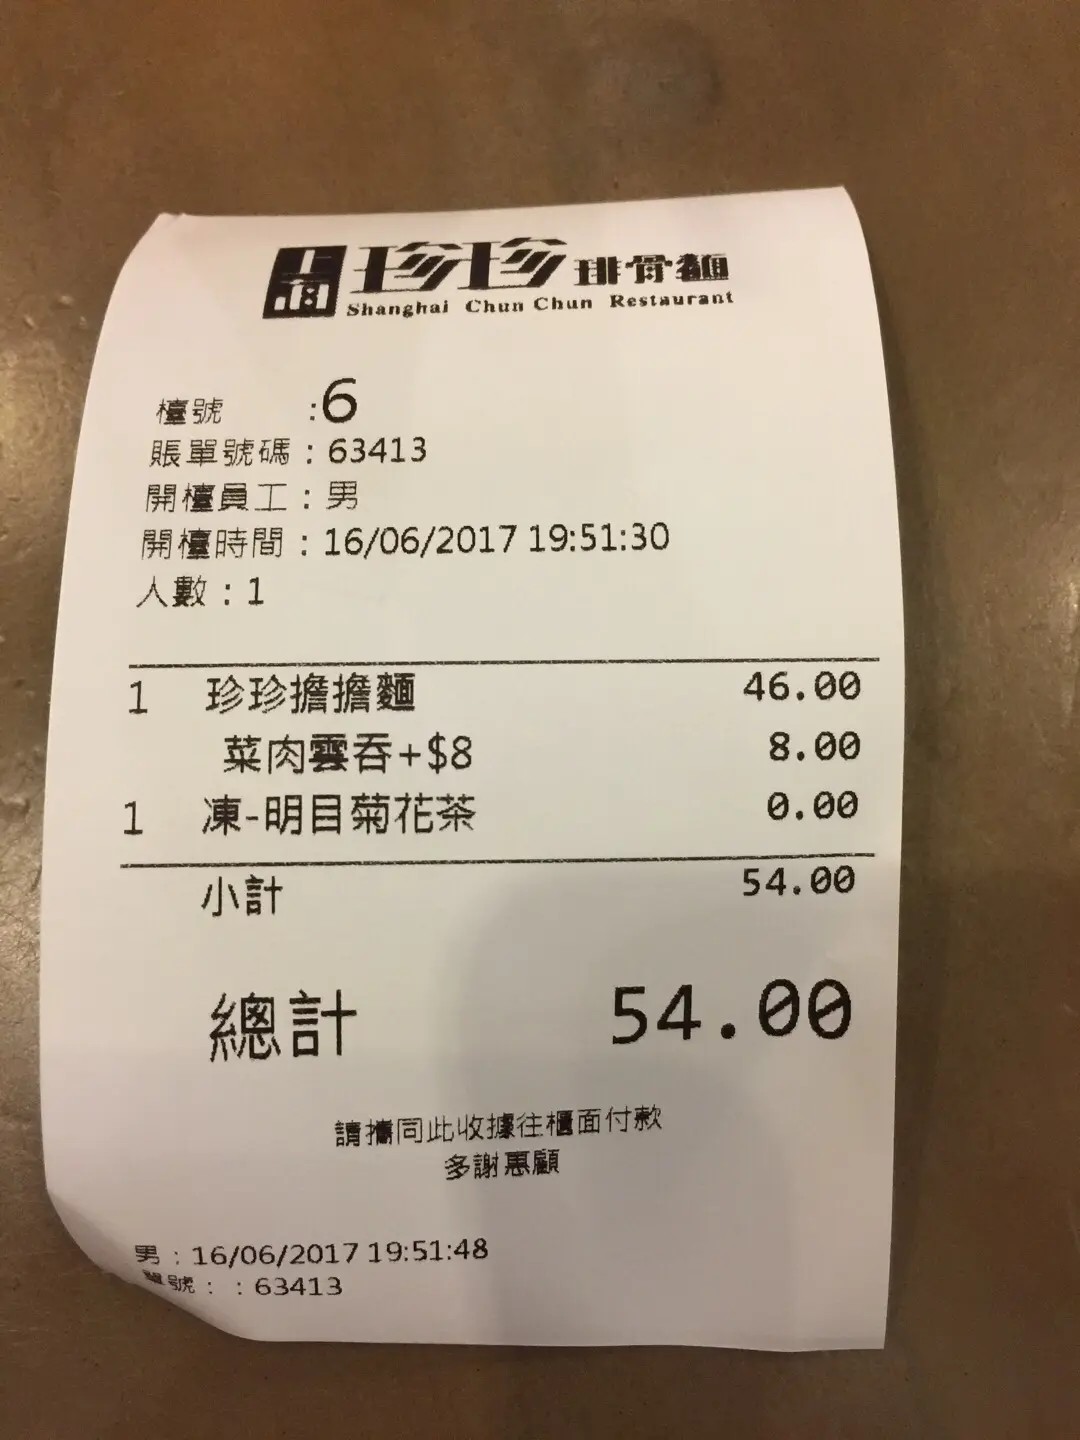 上海 珍珍排骨麵
Shanghai Chun Chun Restaurant
檯號 :6
賬單號碼 : 63413
開檯員工 : 男
開檯時間 : 16/06/2017 19:51:30
人數 : 1
1 珍珍擔擔麵 46.00
菜肉雲吞+$8 8.00
1 凍-明目菊花茶 0.00
小計 54.00
總計 54.00
請攜同此收據往櫃面付款
多謝惠顧
男 : 16/06/2017 19:51:48
單號 : : 63413